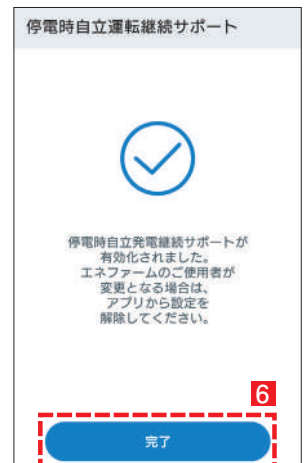 停電時自立運転継続サポート
停電時自立発電継続サポートが
有効化されました。
エネファームのご使用者が
変更となる場合は、
アプリから設定を
解除してください。
6
完了